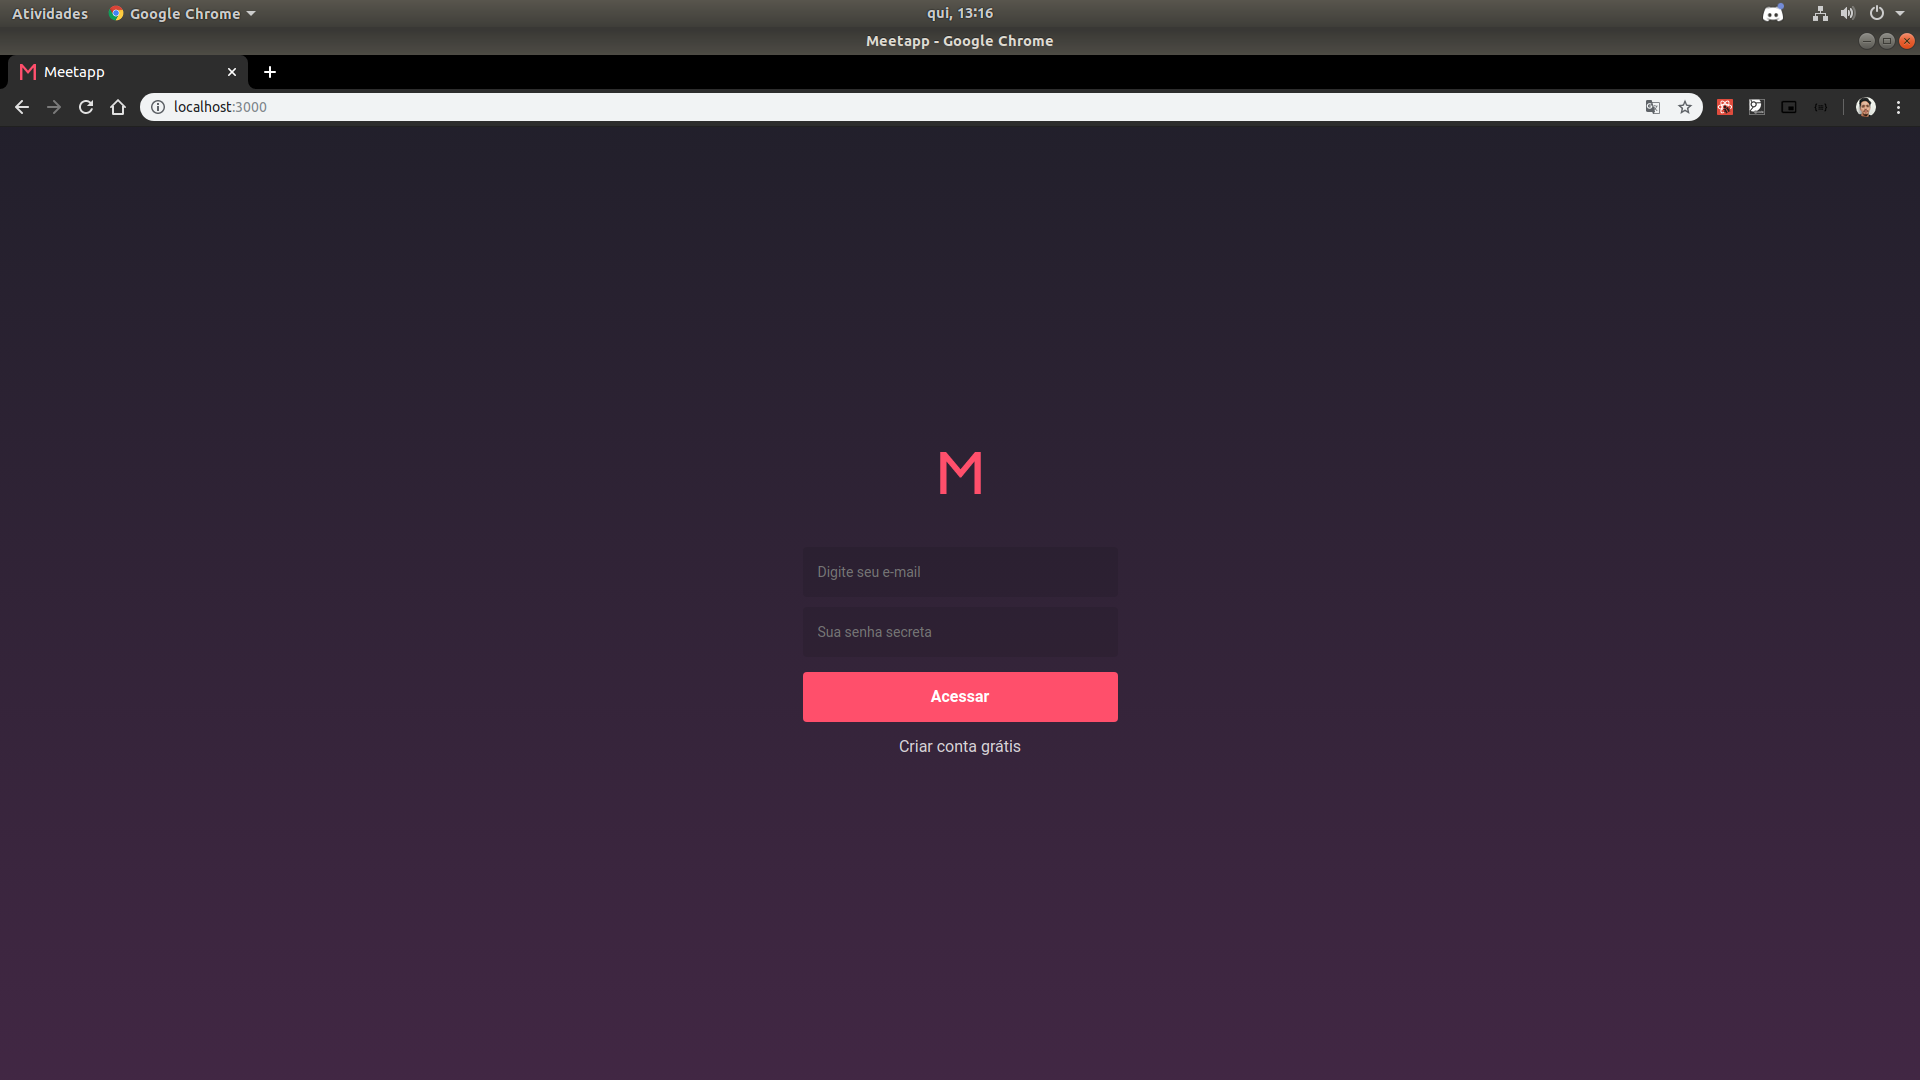 Atividades Google Chrome qui, 13:16
Meetapp - Google Chrome
M Meetapp
localhost:3000
M
Digite seu e-mail
Sua senha secreta
Acessar
Criar conta grátis